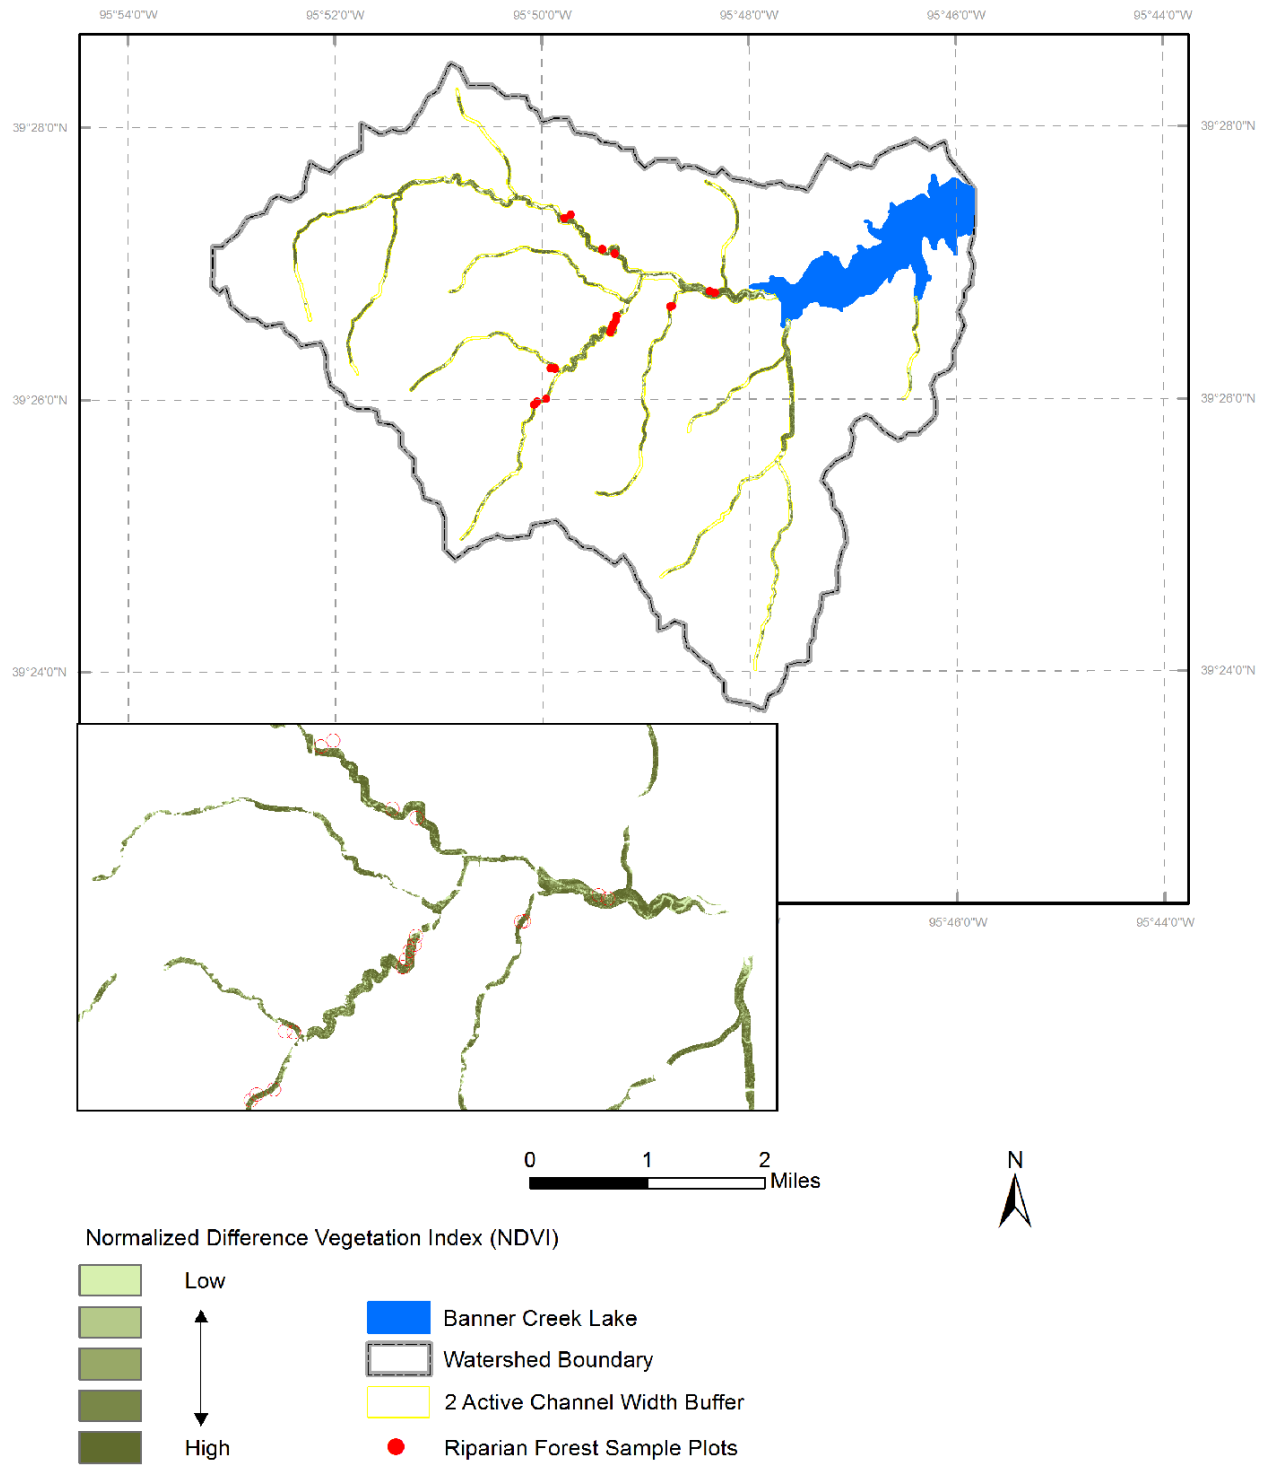 95°54'0"W 95°52'0"W 95°50'0"W 95°48'0"W 95°46'0"W 95°44'0"W
39°28'0"N 39°28'0"N
39°26'0"N 39°26'0"N
39°24'0"N 39°24'0"N
95°46'0"W 95°44'0"W
0 1 2
Miles
N
Normalized Difference Vegetation Index (NDVI)
Low
Banner Creek Lake
Watershed Boundary
2 Active Channel Width Buffer
High
Riparian Forest Sample Plots